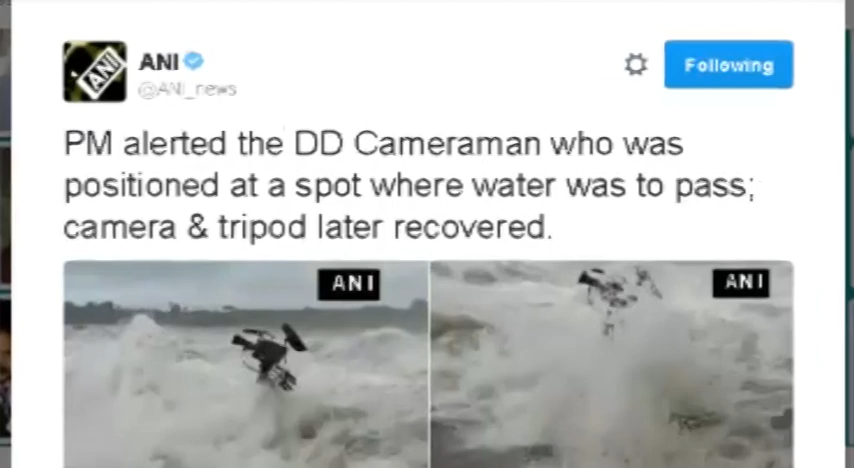 ANI
ANI
@ANI_news
Following
PM alerted the DD Cameraman who was
positioned at a spot where water was to pass;
camera & tripod later recovered.
ANI
ANI